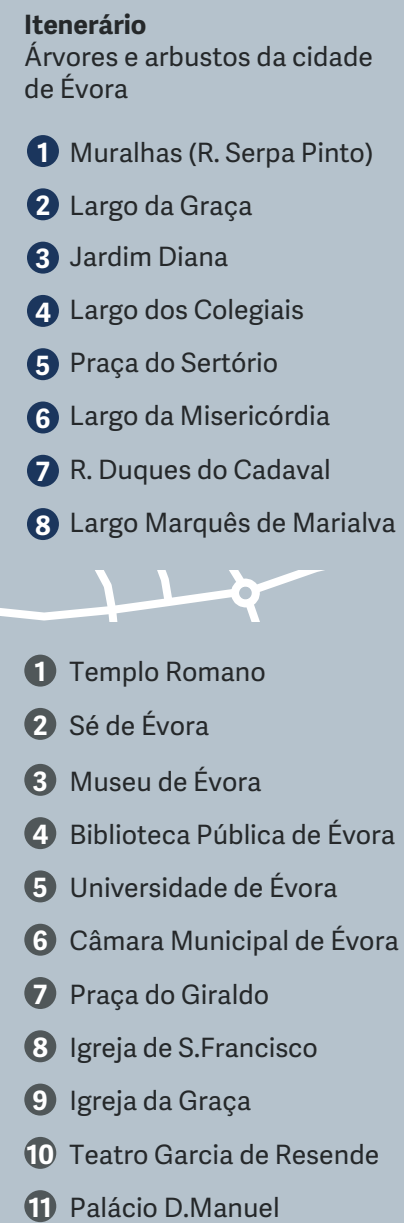 Itenerário
Árvores e arbustos da cidade
de Évora
1 Muralhas (R. Serpa Pinto)
2 Largo da Graça
3 Jardim Diana
4 Largo dos Colegiais
5 Praça do Sertório
6 Largo da Misericórdia
7 R. Duques do Cadaval
8 Largo Marquês de Marialva
1 Templo Romano
2 Sé de Évora
3 Museu de Évora
4 Biblioteca Pública de Évora
5 Universidade de Évora
6 Câmara Municipal de Évora
7 Praça do Giraldo
8 Igreja de S.Francisco
9 Igreja da Graça
10 Teatro Garcia de Resende
11 Palácio D.Manuel